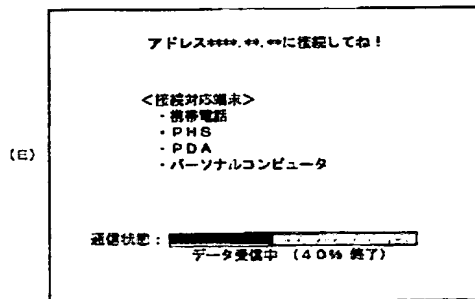 アドレス****.**.**に接続してね！
＜接続対応端末＞
・携帯電話
・PHS
(E)
・PDA
・パーソナルコンピュータ
通信状態：
データ受信中 （40％ 終了）